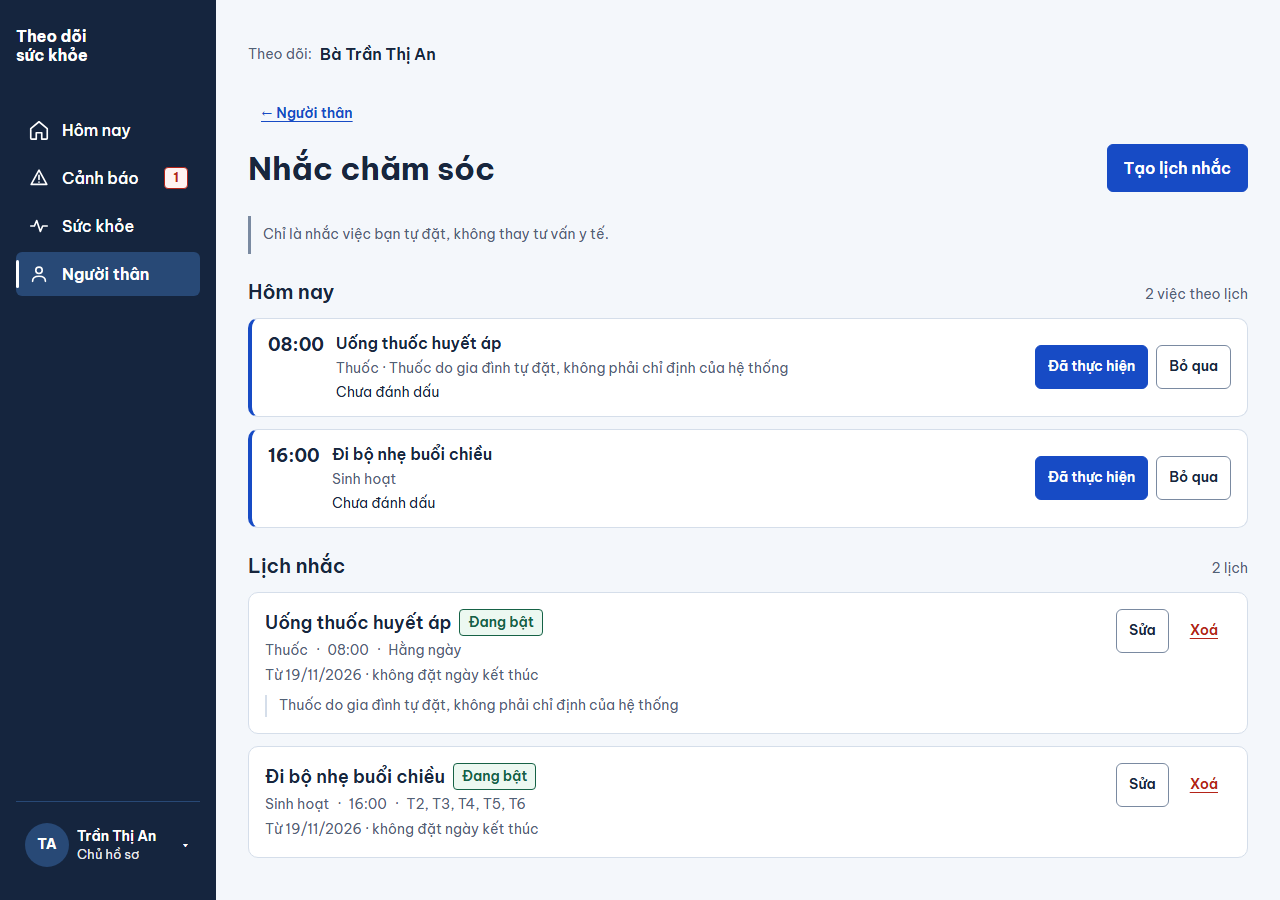 Theo dõi
sức khỏe
Hôm nay
Cảnh báo 1
Sức khỏe
Người thân
Trần Thị An
TA
Chủ hồ sơ
Theo dõi: Bà Trần Thị An
← Người thân
Nhắc chăm sóc
Tạo lịch nhắc
Chỉ là nhắc việc bạn tự đặt, không thay tư vấn y tế.
Hôm nay
2 việc theo lịch
08:00 Uống thuốc huyết áp
Thuốc · Thuốc do gia đình tự đặt, không phải chỉ định của hệ thống
Chưa đánh dấu
Đã thực hiện
Bỏ qua
16:00 Đi bộ nhẹ buổi chiều
Sinh hoạt
Chưa đánh dấu
Đã thực hiện
Bỏ qua
Lịch nhắc
2 lịch
Uống thuốc huyết áp Đang bật
Thuốc · 08:00 · Hằng ngày
Từ 19/11/2026 · không đặt ngày kết thúc
Thuốc do gia đình tự đặt, không phải chỉ định của hệ thống
Sửa
Xoá
Đi bộ nhẹ buổi chiều Đang bật
Sinh hoạt · 16:00 · T2, T3, T4, T5, T6
Từ 19/11/2026 · không đặt ngày kết thúc
Sửa
Xoá